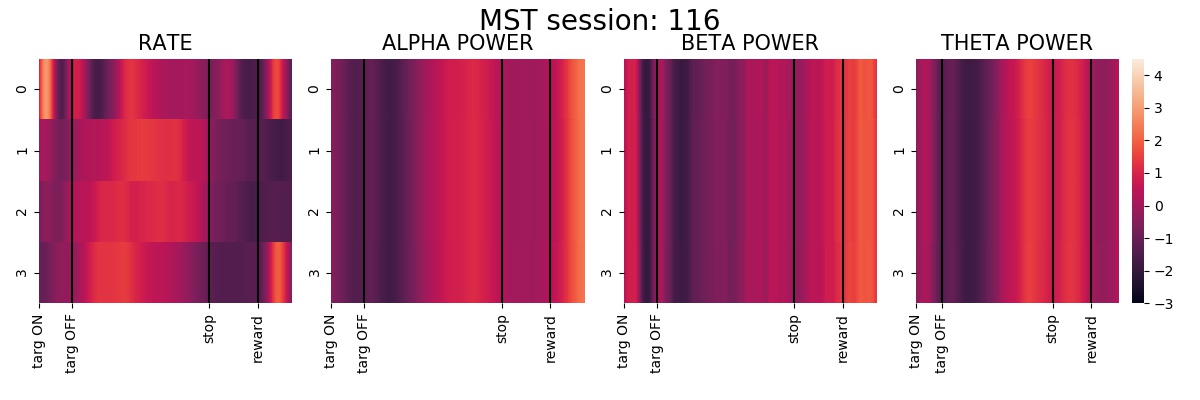 MST session: 116
RATE
ALPHA POWER
BETA POWER
THETA POWER
0
1
2
3
targ ON
targ OFF
stop
reward
0
1
2
3
targ ON
targ OFF
stop
reward
0
1
2
3
targ ON
targ OFF
stop
reward
0
1
2
3
targ ON
targ OFF
stop
reward
4
3
2
1
0
−1
−2
−3